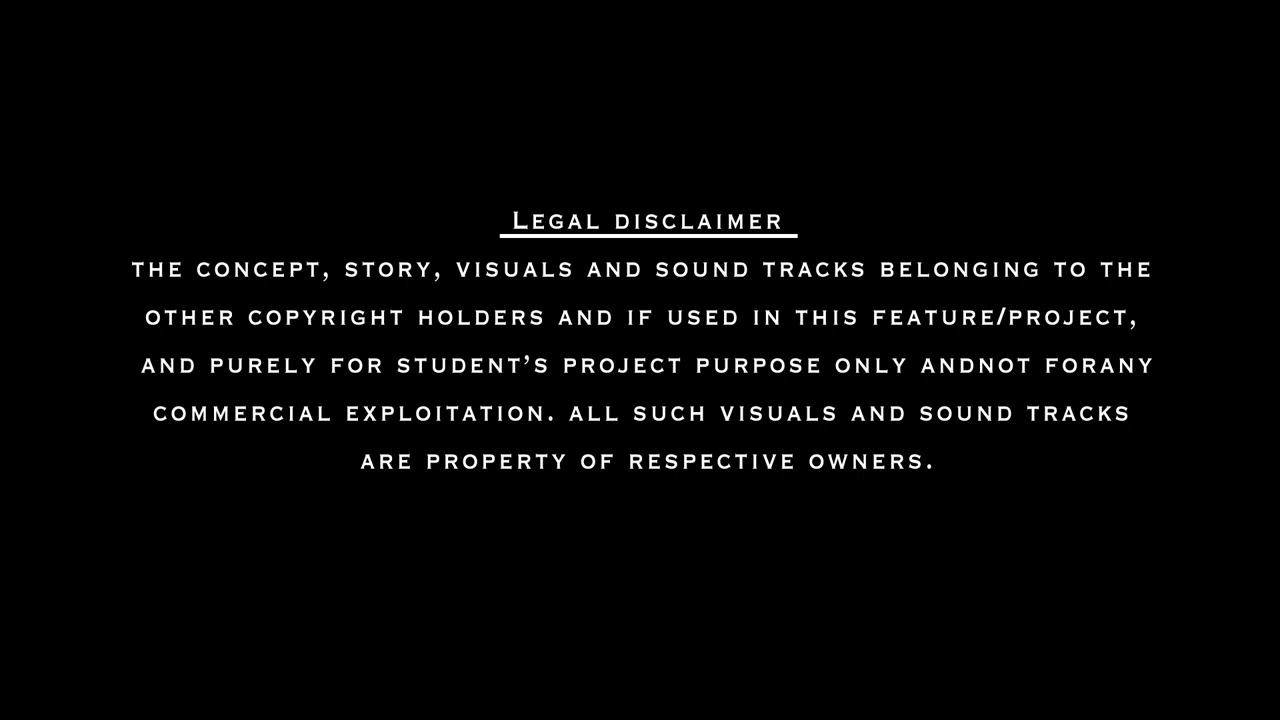 Legal disclaimer
the concept, story, visuals and sound tracks belonging to the
other copyright holders and if used in this feature/project,
and purely for student’s project purpose only andnot forany
commercial exploitation. all such visuals and sound tracks
are property of respective owners.